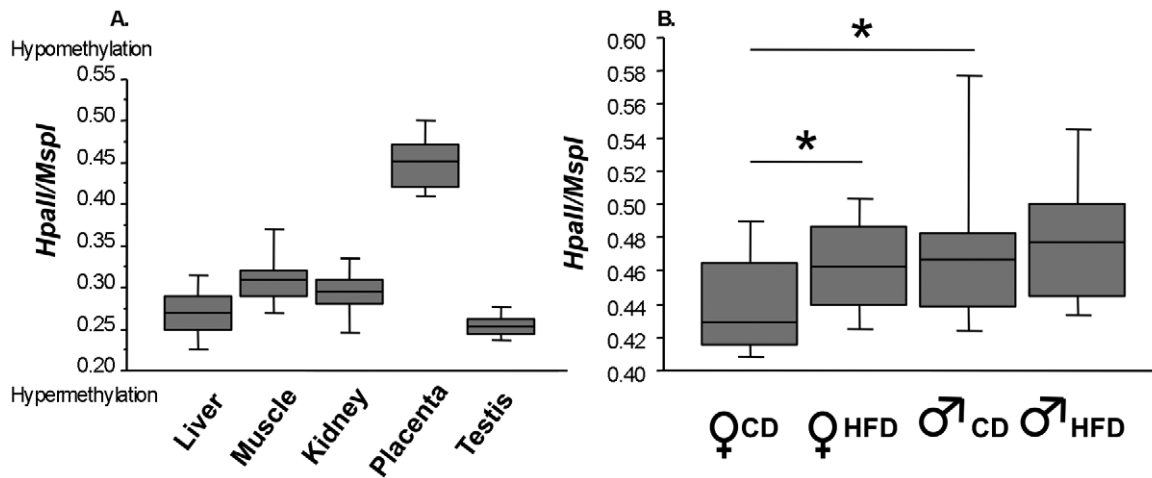 A.
Hypomethylation
0.55
0.50
0.45
0.40
0.35
0.30
0.25
0.20
HpaII/MspI
Hypermethylation
Liver
Muscle
Kidney
Placenta
Testis
B.
0.60
0.58
0.56
0.54
0.52
0.50
0.48
0.46
0.44
0.42
0.40
HpaII/MspI
*
*
♀CD
♀HFD
♂CD
♂HFD